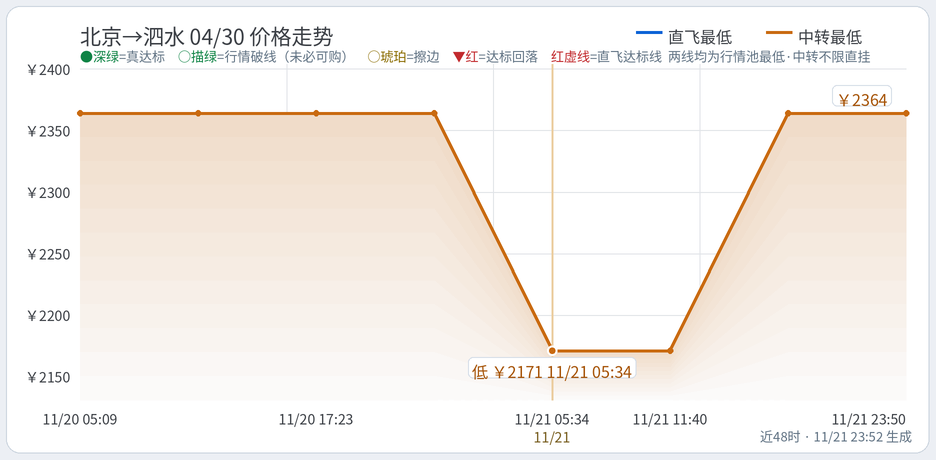 北京→泗水 04/30 价格走势
直飞最低 中转最低
●深绿=真达标 ○描绿=行情破线（未必可购） ○琥珀=擦边 ▼红=达标回落 红虚线=直飞达标线 两线均为行情池最低·中转不限直挂
￥2400
￥2364
￥2350
￥2300
￥2250
￥2200
￥2150
低 ￥2171 11/21 05:34
11/20 05:09 11/20 17:23 11/21 05:34 11/21 11:40 11/21 23:50
11/21
近48时 · 11/21 23:52 生成